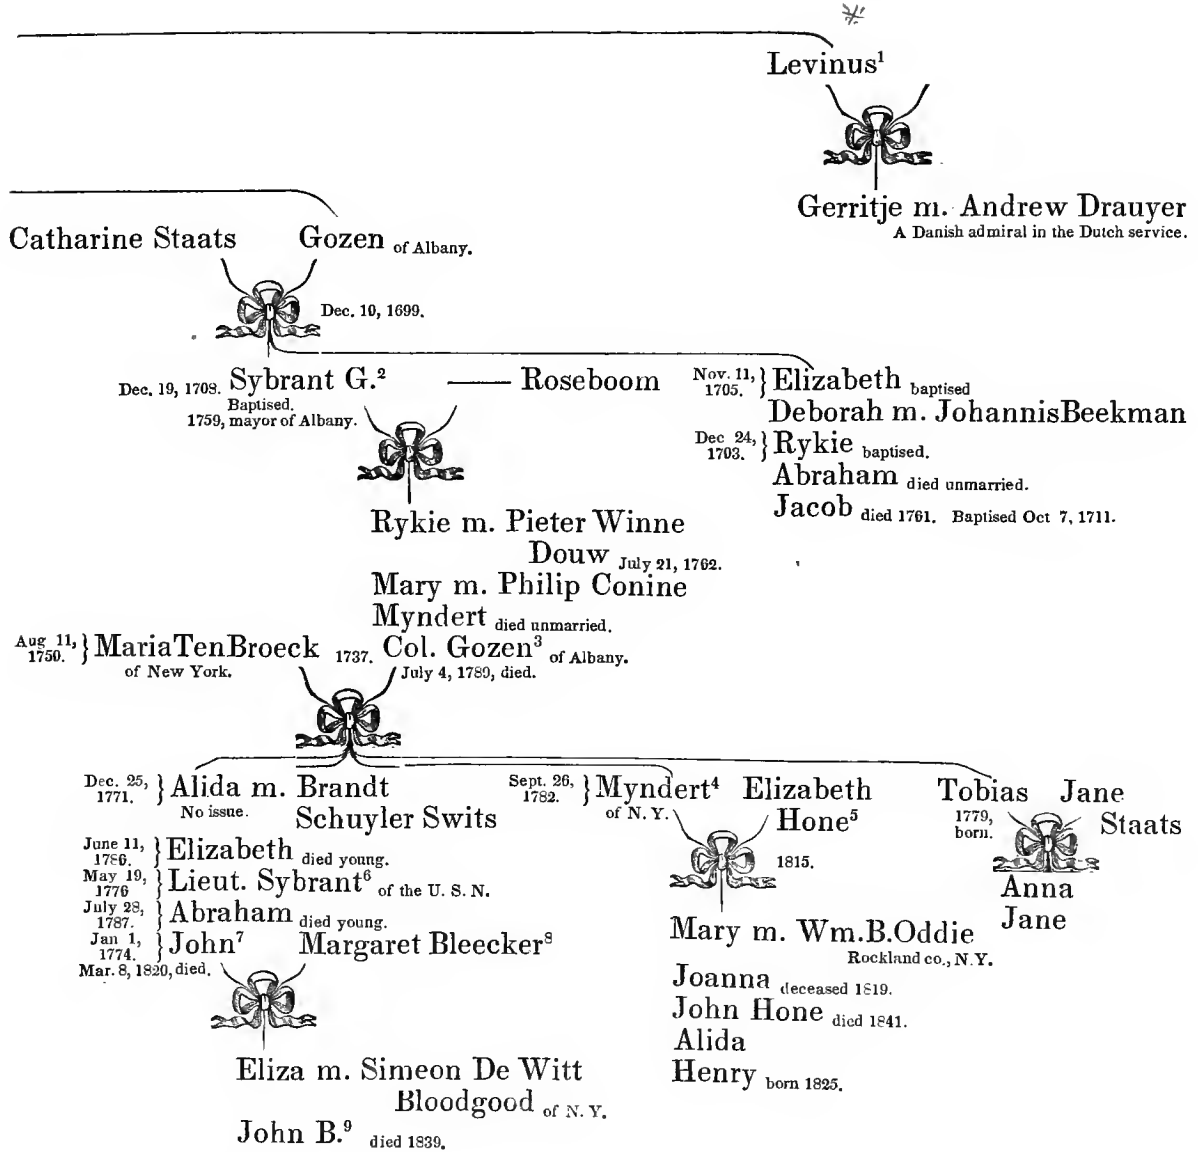 Levinus¹
Gerritje m. Andrew Drauyer
A Danish admiral in the Dutch service.
Catharine Staats Gozen of Albany.
Dec. 10, 1699.
Dec. 19, 1708. Sybrant G.² —— Roseboom
Baptised.
1759, mayor of Albany.
Nov. 11, 1705. } Elizabeth baptised
Deborah m. Johannis Beekman
Dec 24, 1703. } Rykie baptised.
Abraham died unmarried.
Jacob died 1761. Baptised Oct 7, 1711.
Rykie m. Pieter Winne
Douw July 21, 1762.
Mary m. Philip Conine
Myndert died unmarried.
Aug 11, 1750. } Maria Ten Broeck 1737. Col. Gozen³ of Albany.
of New York. July 4, 1789, died.
Dec. 25, 1771. } Alida m. Brandt
No issue. Schuyler Swits
June 11, 1786. } Elizabeth died young.
May 19, 1776 } Lieut. Sybrant⁶ of the U. S. N.
July 28, 1787. } Abraham died young.
Jan 1, 1774. } John⁷ Margaret Bleecker⁸
Mar. 8, 1820, died.
Eliza m. Simeon De Witt
Bloodgood of N. Y.
John B.⁹ died 1839.
Sept. 26, 1782. } Myndert⁴ Elizabeth
of N. Y. Hone⁵
1815.
Mary m. Wm. B. Oddie
Rockland co., N.Y.
Joanna deceased 1819.
John Hone died 1841.
Alida
Henry born 1825.
Tobias Jane
1779, born. Staats
Anna
Jane